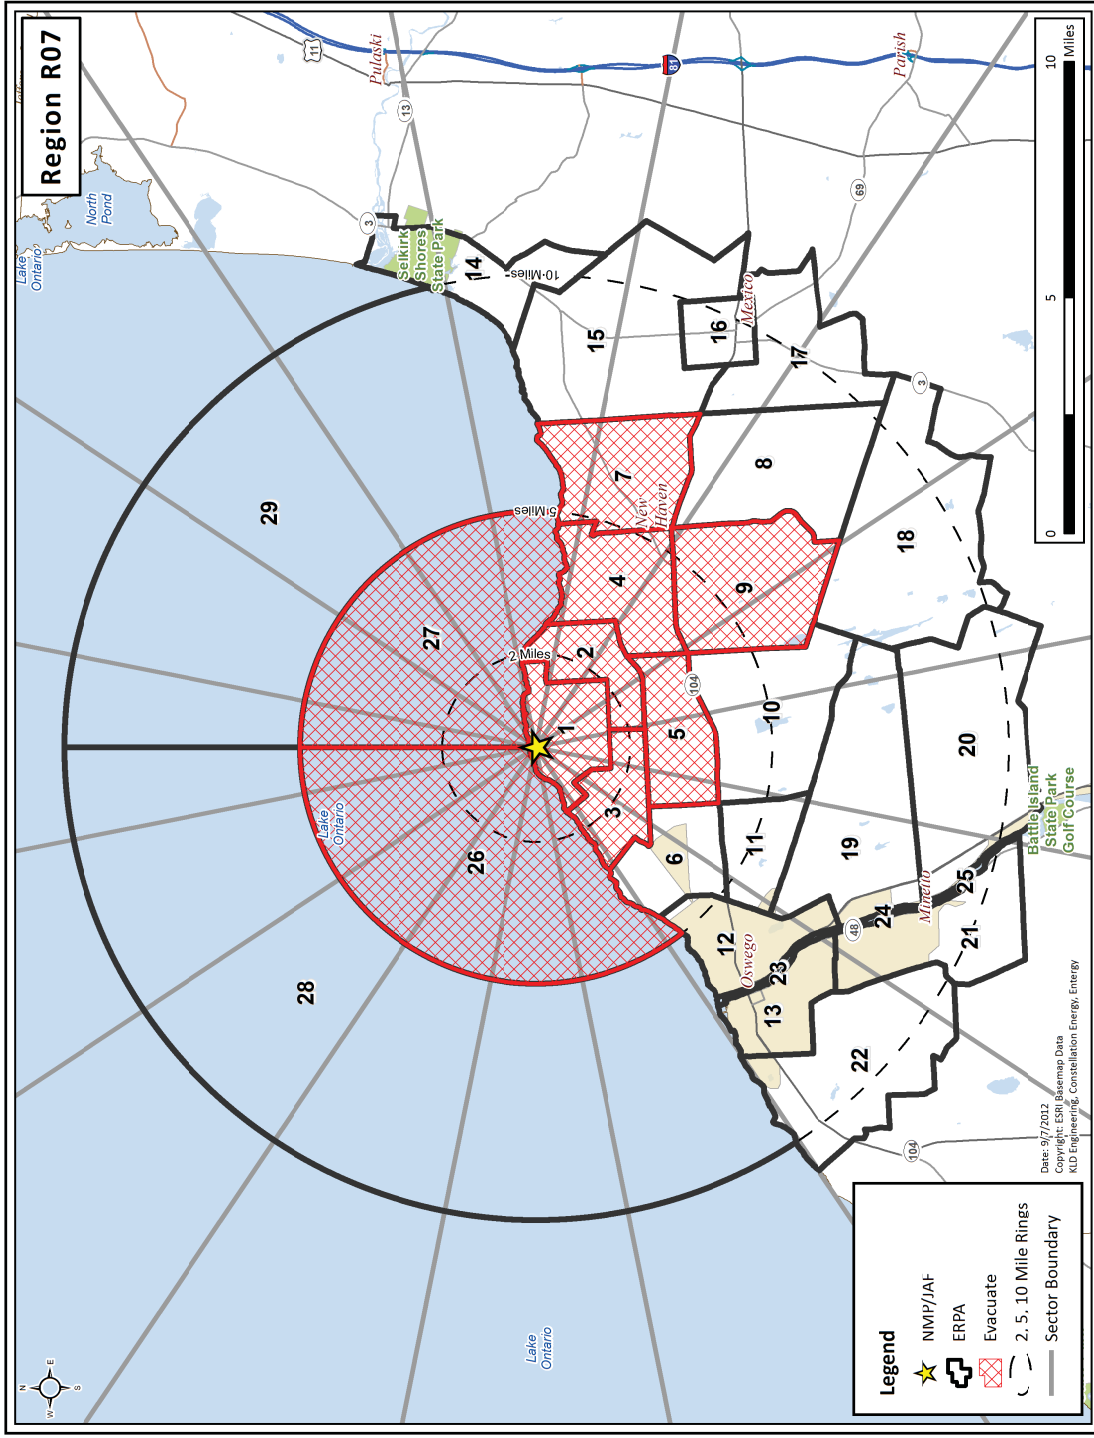 Region R07
Lake
Ontario
North
Pond
Pulaski
Parish
11
81
13
3
69
Selkirk
Shores
State Park
14
10 Miles
15
16
Mexico
17
3
29
27
5 Miles
7
New
Haven
8
4
9
18
2 Miles
2
1
104
5
10
20
Lake
Ontario
26
3
6
11
19
Battle Island
State Park
Golf Course
28
12
Oswego
23
13
48
24
Minetto
25
21
22
104
Lake
Ontario
N
W
E
S
0
5
10
Miles
Date: 9/7/2012
Copyright: ESRI Basemap Data
KLD Engineering, Constellation Energy, Entergy
Legend
NMP/JAF
ERPA
Evacuate
2, 5, 10 Mile Rings
Sector Boundary